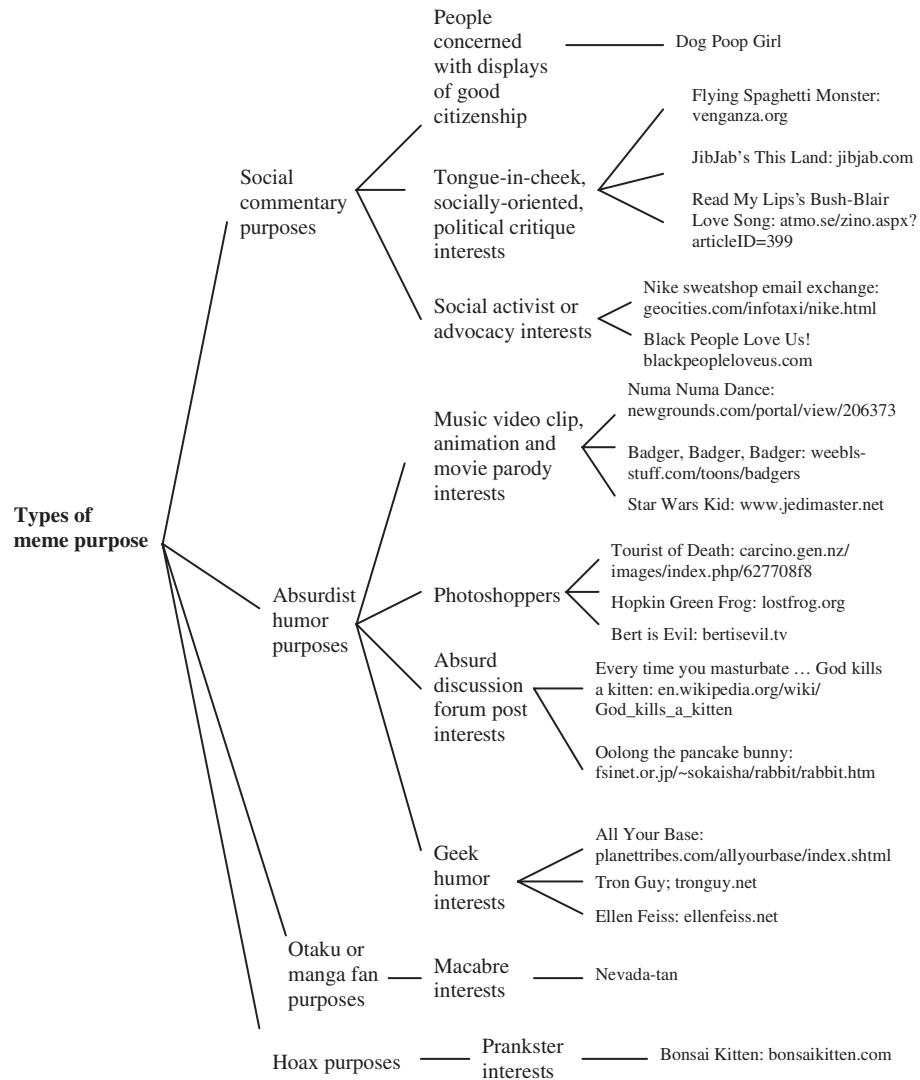 People
concerned
with displays
of good
citizenship
Dog Poop Girl
Social
commentary
purposes
Tongue-in-cheek,
socially-oriented,
political critique
interests
Flying Spaghetti Monster:
venganza.org
JibJab's This Land: jibjab.com
Read My Lips's Bush-Blair
Love Song: atmo.se/zino.aspx?
articleID=399
Social activist or
advocacy interests
Nike sweatshop email exchange:
geocities.com/infotaxi/nike.html
Black People Love Us!
blackpeopleloveus.com
Types of
meme purpose
Absurdist
humor
purposes
Music video clip,
animation and
movie parody
interests
Numa Numa Dance:
newgrounds.com/portal/view/206373
Badger, Badger, Badger: weebls-
stuff.com/toons/badgers
Star Wars Kid: www.jedimaster.net
Photoshoppers
Tourist of Death: carcino.gen.nz/
images/index.php/627708f8
Hopkin Green Frog: lostfrog.org
Bert is Evil: bertisevil.tv
Absurd
discussion
forum post
interests
Every time you masturbate … God kills
a kitten: en.wikipedia.org/wiki/
God_kills_a_kitten
Oolong the pancake bunny:
fsinet.or.jp/~sokaisha/rabbit/rabbit.htm
Geek
humor
interests
All Your Base:
planettribes.com/allyourbase/index.shtml
Tron Guy; tronguy.net
Ellen Feiss: ellenfeiss.net
Otaku or
manga fan
purposes
Macabre
interests
Nevada-tan
Hoax purposes
Prankster
interests
Bonsai Kitten: bonsaikitten.com